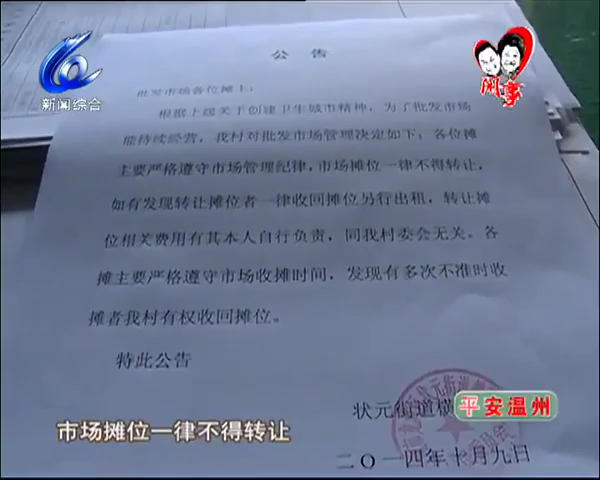 新闻综合
闹事
公告
批发市场各位摊主:
根据上级关于创建卫生城市精神，为了批发市场
能持续经营，我村对批发市场管理决定如下；各位摊
主要严格遵守市场管理纪律，市场摊位一律不得转让，
如有发现转让摊位者一律收回摊位另行出租，转让摊
位相关费用有其本人自行负责，同我村委会无关。各
摊主要严格遵守市场收摊时间，发现有多次不准时收
摊者我村有权收回摊位。
特此公告
状元街道横
平安温州
市场摊位一律不得转让
二〇一四年十月九日